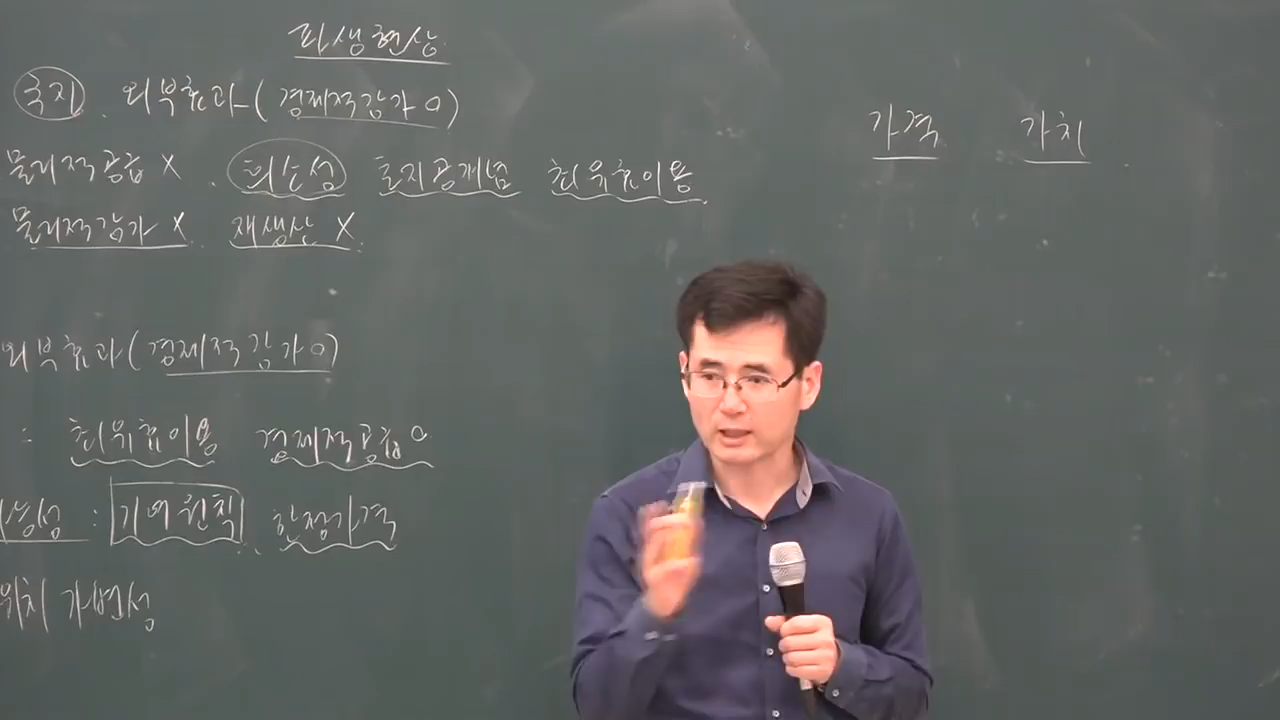 파생현상
국지. 외부효과(경제적감가 O)
물리적공급 X. 희소성 토지공개념 최유효이용
물리적감가 X. 재생산 X.
외부효과(경제적감가 O)
: 최유효이용 경제적공급 O
: 기여원칙. 한정가격
위치 가변성
가격 가치